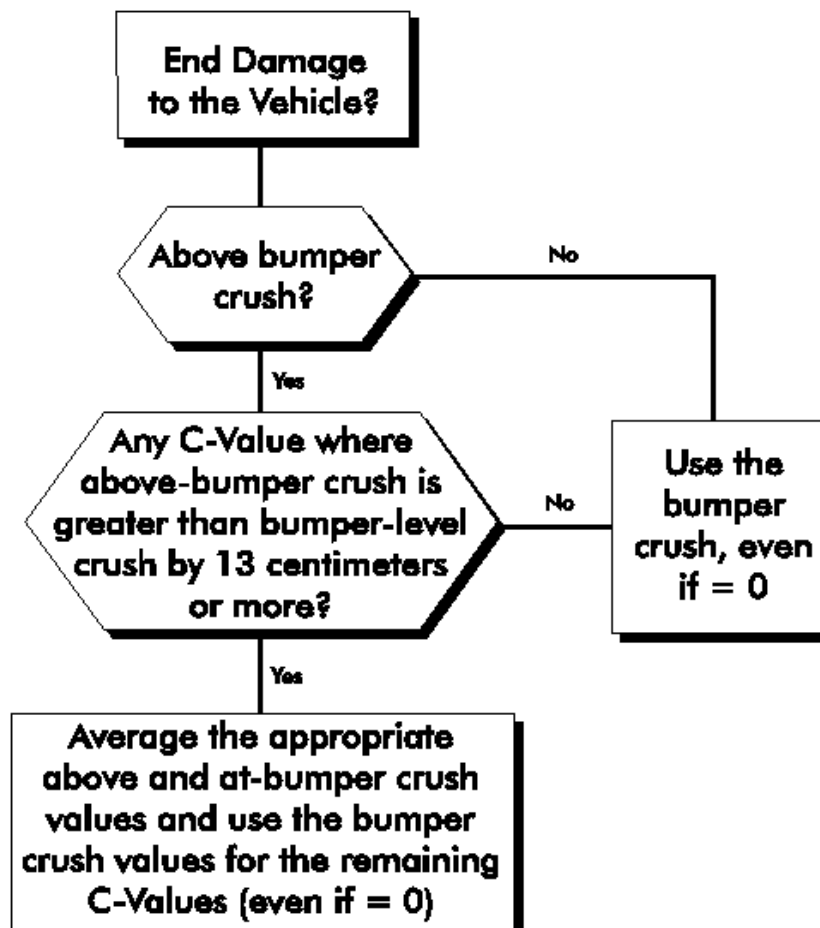 End Damage
to the Vehicle?
Above bumper
crush?
No
Yes
Any C-Value where
above-bumper crush is
greater than bumper-level
crush by 13 centimeters
or more?
No
Use the
bumper
crush, even
if = 0
Yes
Average the appropriate
above and at-bumper crush
values and use the bumper
crush values for the remaining
C-Values (even if = 0)